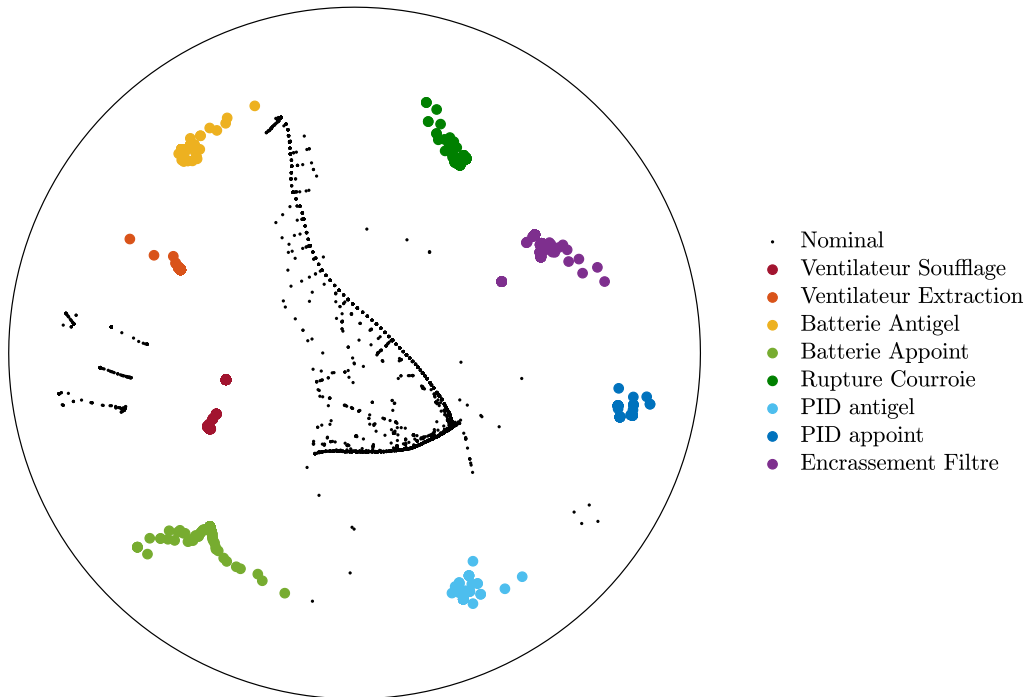 Nominal
Ventilateur Soufflage
Ventilateur Extraction
Batterie Antigel
Batterie Appoint
Rupture Courroie
PID antigel
PID appoint
Encrassement Filtre